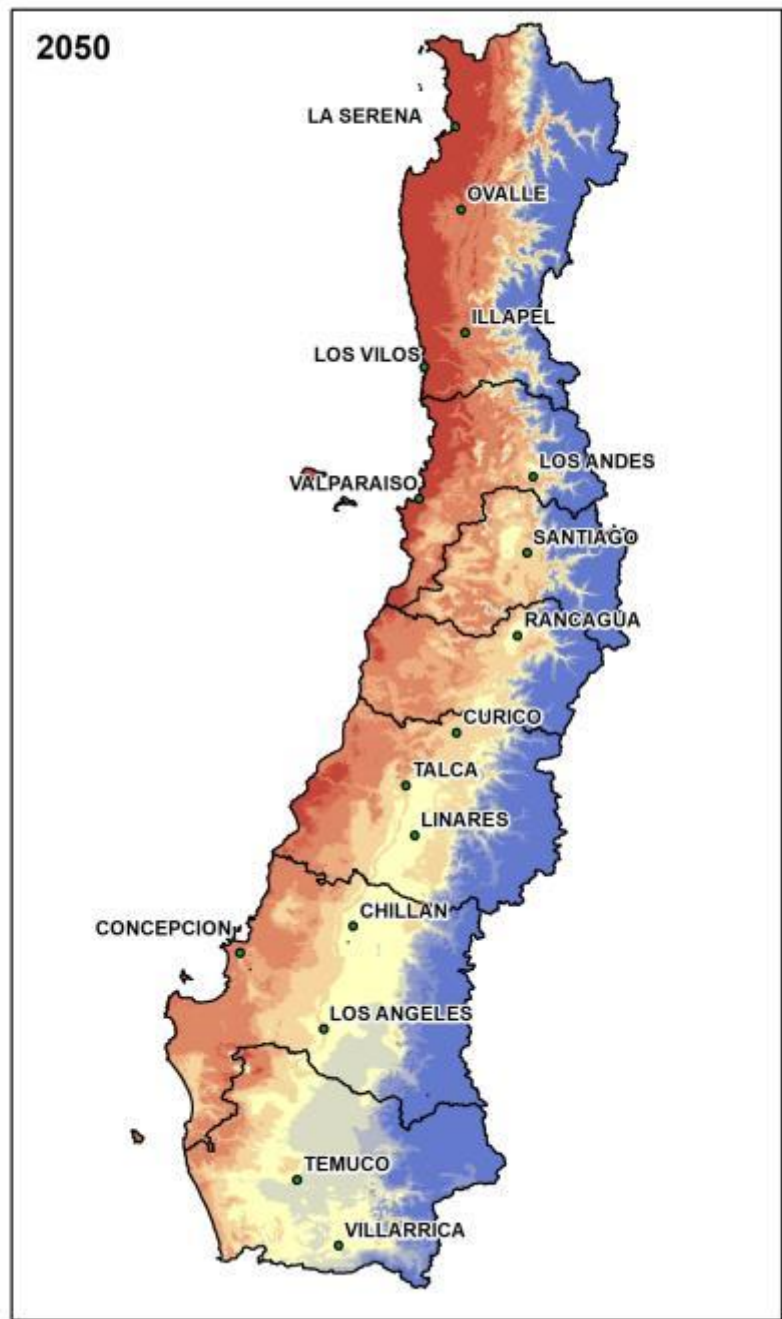 2050
LA SERENA
OVALLE
ILLAPEL
LOS VILOS
LOS ANDES
VALPARAISO
SANTIAGO
RANCAGUA
CURICO
TALCA
LINARES
CHILLAN
CONCEPCION
LOS ANGELES
TEMUCO
VILLARRICA